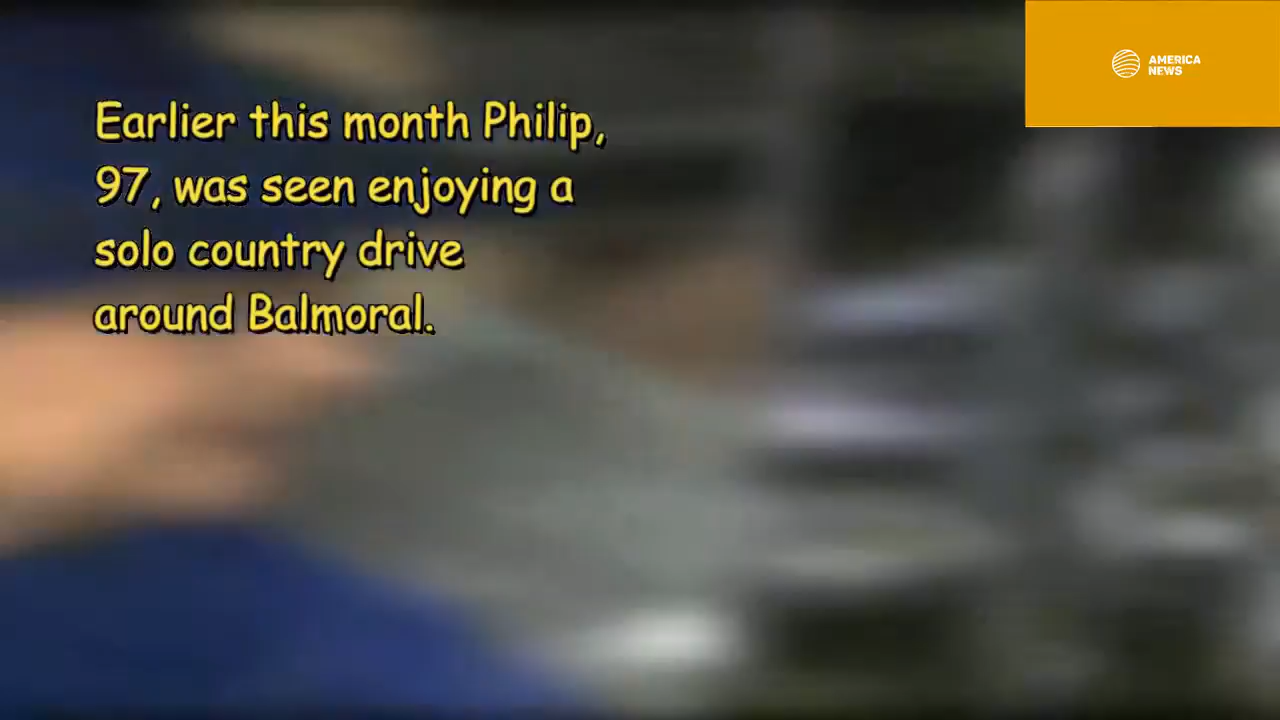 Earlier this month Philip,
97, was seen enjoying a
solo country drive
around Balmoral.
AMERICA
NEWS